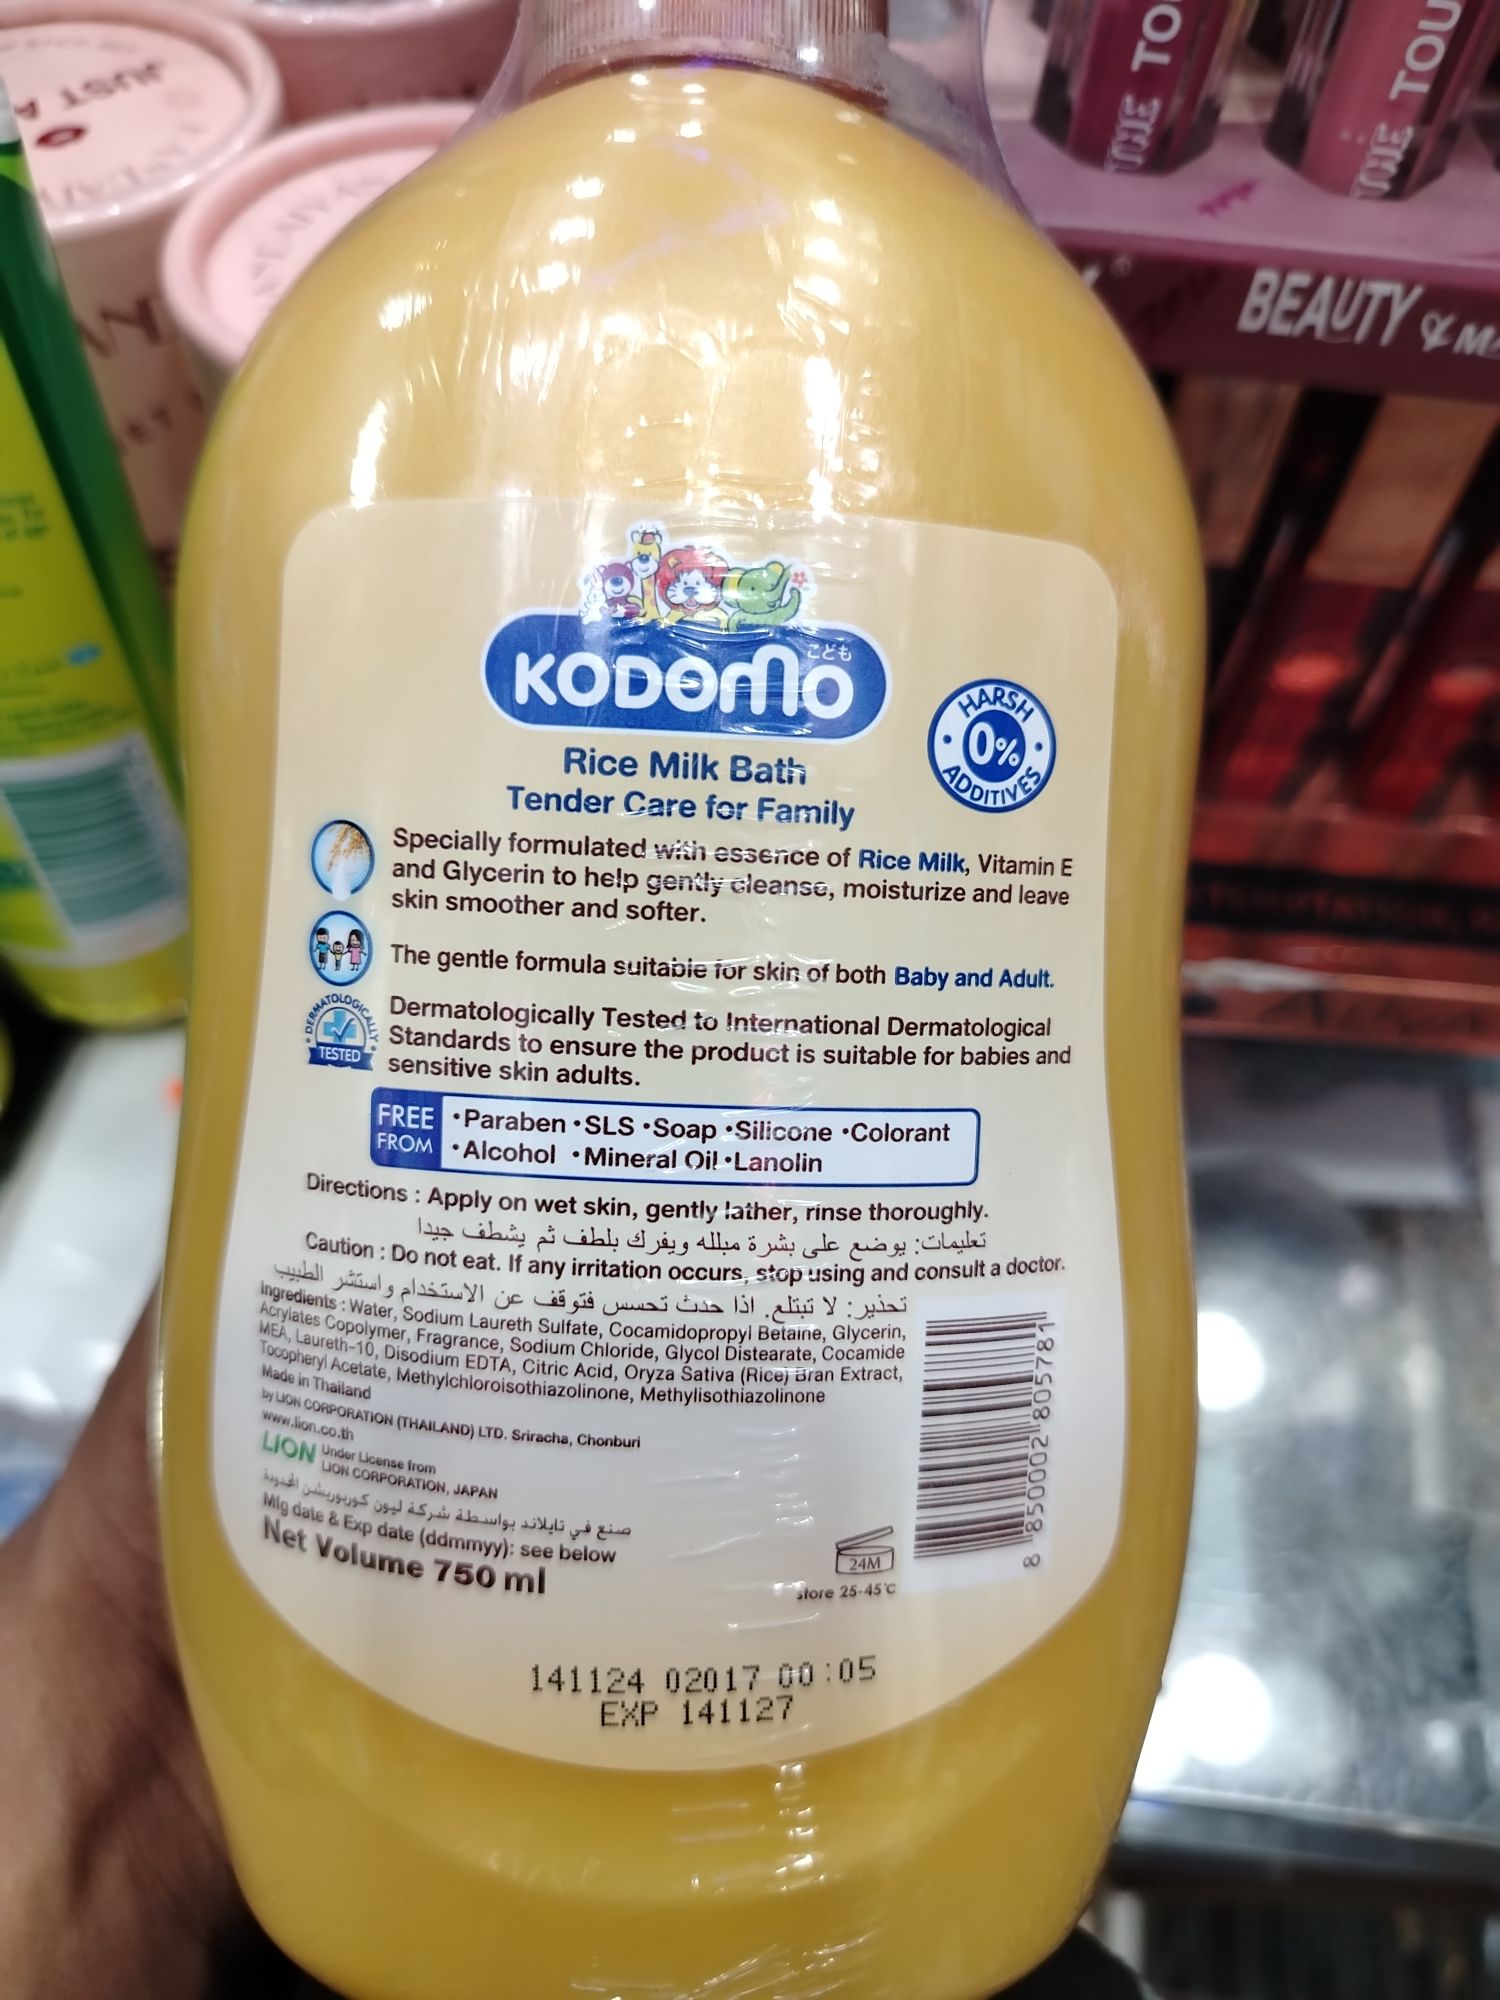 JUST A
TO
TOU
BEAUTY &
こども
KODOMO
HARSH
0%
ADDITIVES
Rice Milk Bath
Tender Care for Family
Specially formulated with essence of Rice Milk, Vitamin E
and Glycerin to help gently cleanse, moisturize and leave
skin smoother and softer.
The gentle formula suitable for skin of both Baby and Adult.
DERMATOLOGICALLY
TESTED
Dermatologically Tested to International Dermatological
Standards to ensure the product is suitable for babies and
sensitive skin adults.
FREE FROM
•Paraben •SLS •Soap •Silicone •Colorant
•Alcohol •Mineral Oil •Lanolin
Directions : Apply on wet skin, gently lather, rinse thoroughly.
تعليمات: يوضع على بشرة مبلله ويفرك بلطف ثم يشطف جيدا
Caution : Do not eat. If any irritation occurs, stop using and consult a doctor.
تحذير: لا تبتلع. اذا حدث تحسس فتوقف عن الاستخدام و استشر الطبيب
Ingredients : Water, Sodium Laureth Sulfate, Cocamidopropyl Betaine, Glycerin,
Acrylates Copolymer, Fragrance, Sodium Chloride, Glycol Distearate, Cocamide
MEA, Laureth-10, Disodium EDTA, Citric Acid, Oryza Sativa (Rice) Bran Extract,
Tocopheryl Acetate, Methylchloroisothiazolinone, Methylisothiazolinone
Made in Thailand
by LION CORPORATION (THAILAND) LTD. Sriracha, Chonburi
www.lion.co.th
LION Under License from
LION CORPORATION, JAPAN
صنع في تايلاند بواسطة شركة ليون كوربوريشن المحدودة
Mfg date & Exp date (ddmmyy): see below
Net Volume 750 ml
24M
store 25-45°C
8 850002 805781
141124 02017 00:05
EXP 141127